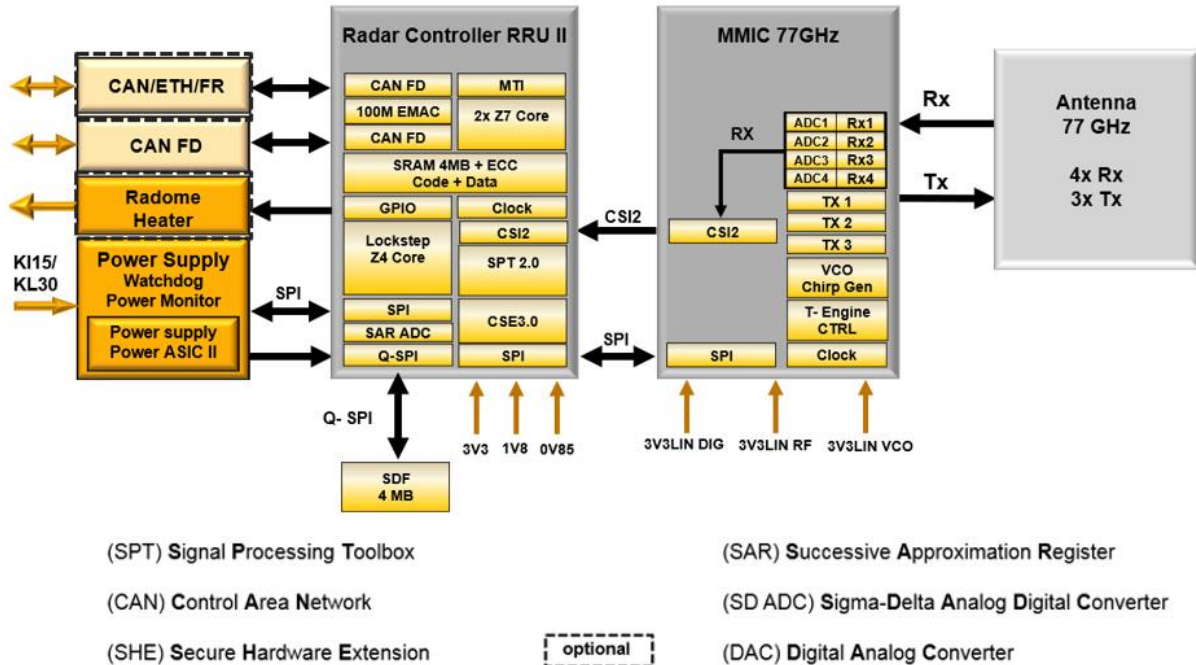 Radar Controller RRU II
MMIC 77GHz
CAN/ETH/FR
CAN FD
Radome
Heater
KI15/
KL30
Power Supply
Watchdog
Power Monitor
Power supply
Power ASIC II
SPI
CAN FD
100M EMAC
CAN FD
MTI
2x Z7 Core
SRAM 4MB + ECC
Code + Data
GPIO
Clock
Lockstep
Z4 Core
CSI2
SPT 2.0
SPI
SAR ADC
Q-SPI
CSE3.0
SPI
CSI2
SPI
RX
ADC1 Rx1
ADC2 Rx2
ADC3 Rx3
ADC4 Rx4
TX 1
TX 2
TX 3
CSI2
VCO
Chirp Gen
T- Engine
CTRL
SPI
Clock
Rx
Tx
Antenna
77 GHz
4x Rx
3x Tx
Q- SPI
3V3
1V8
0V85
3V3LIN DIG
3V3LIN RF
3V3LIN VCO
SDF
4 MB
(SPT) Signal Processing Toolbox
(SAR) Successive Approximation Register
(CAN) Control Area Network
(SD ADC) Sigma-Delta Analog Digital Converter
(SHE) Secure Hardware Extension
optional
(DAC) Digital Analog Converter